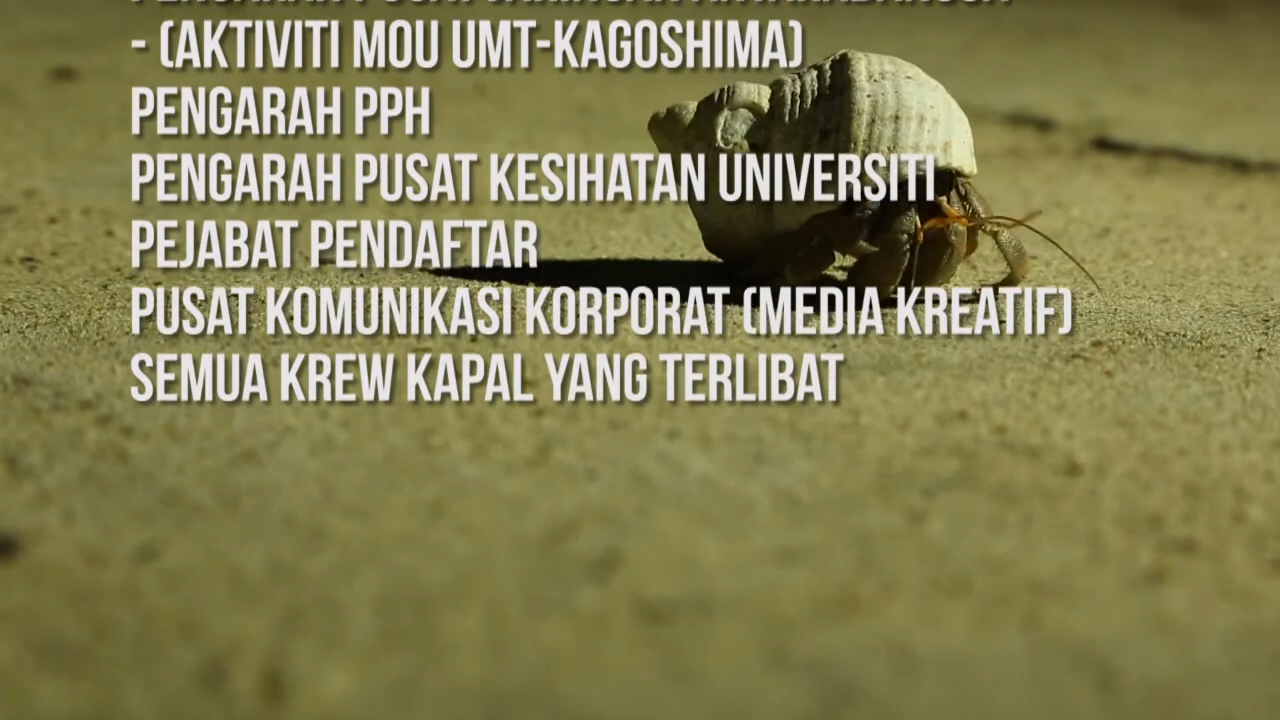 - (AKTIVITI MOU UMT-KAGOSHIMA)
PENGARAH PPH
PENGARAH PUSAT KESIHATAN UNIVERSITI
PEJABAT PENDAFTAR
PUSAT KOMUNIKASI KORPORAT (MEDIA KREATIF)
SEMUA KREW KAPAL YANG TERLIBAT